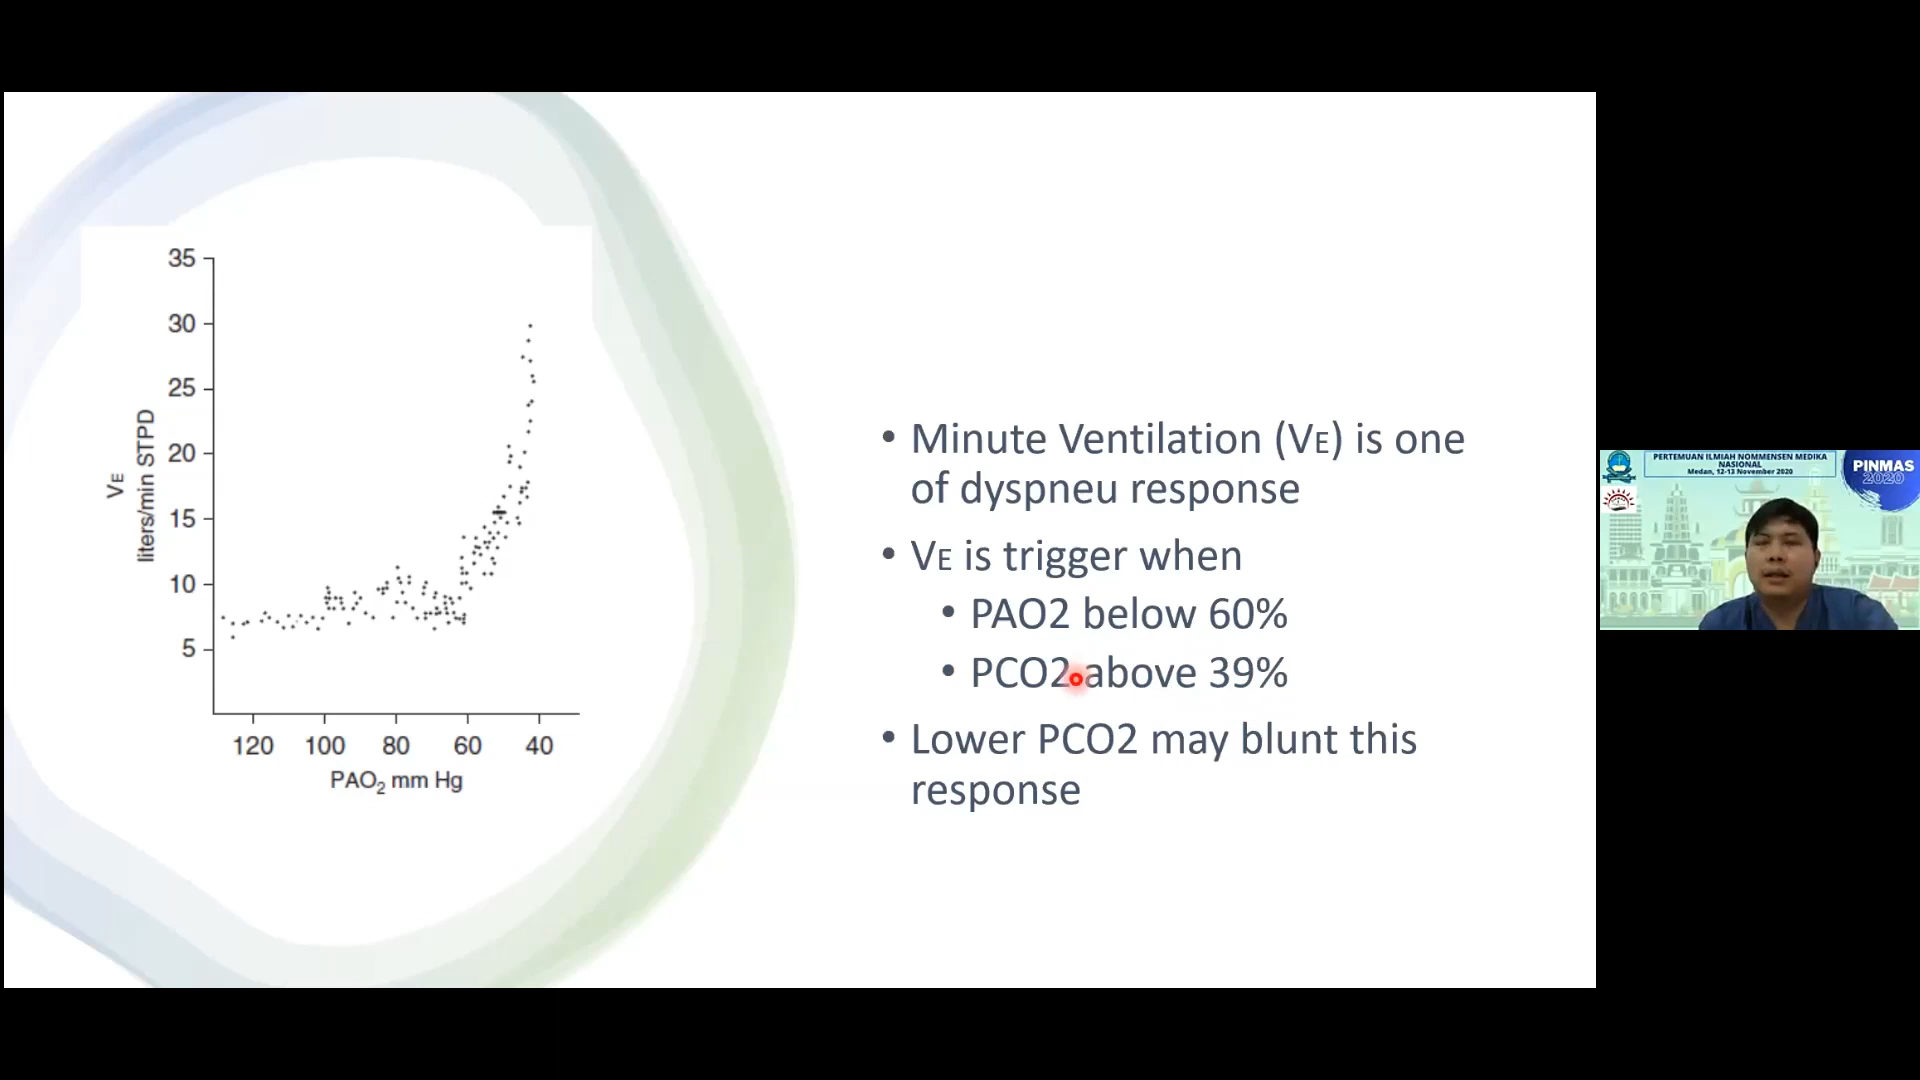 35
30
25
20
15
10
5
VE
liters/min STPD
120 100 80 60 40
PAO2 mm Hg
• Minute Ventilation (VE) is one
of dyspneu response
• VE is trigger when
• PAO2 below 60%
• PCO2 above 39%
• Lower PCO2 may blunt this
response
PERTEMUAN ILMIAH NOMMENSEN MEDIKA
NASIONAL
Medan, 12-13 November 2020
PINMAS
2020